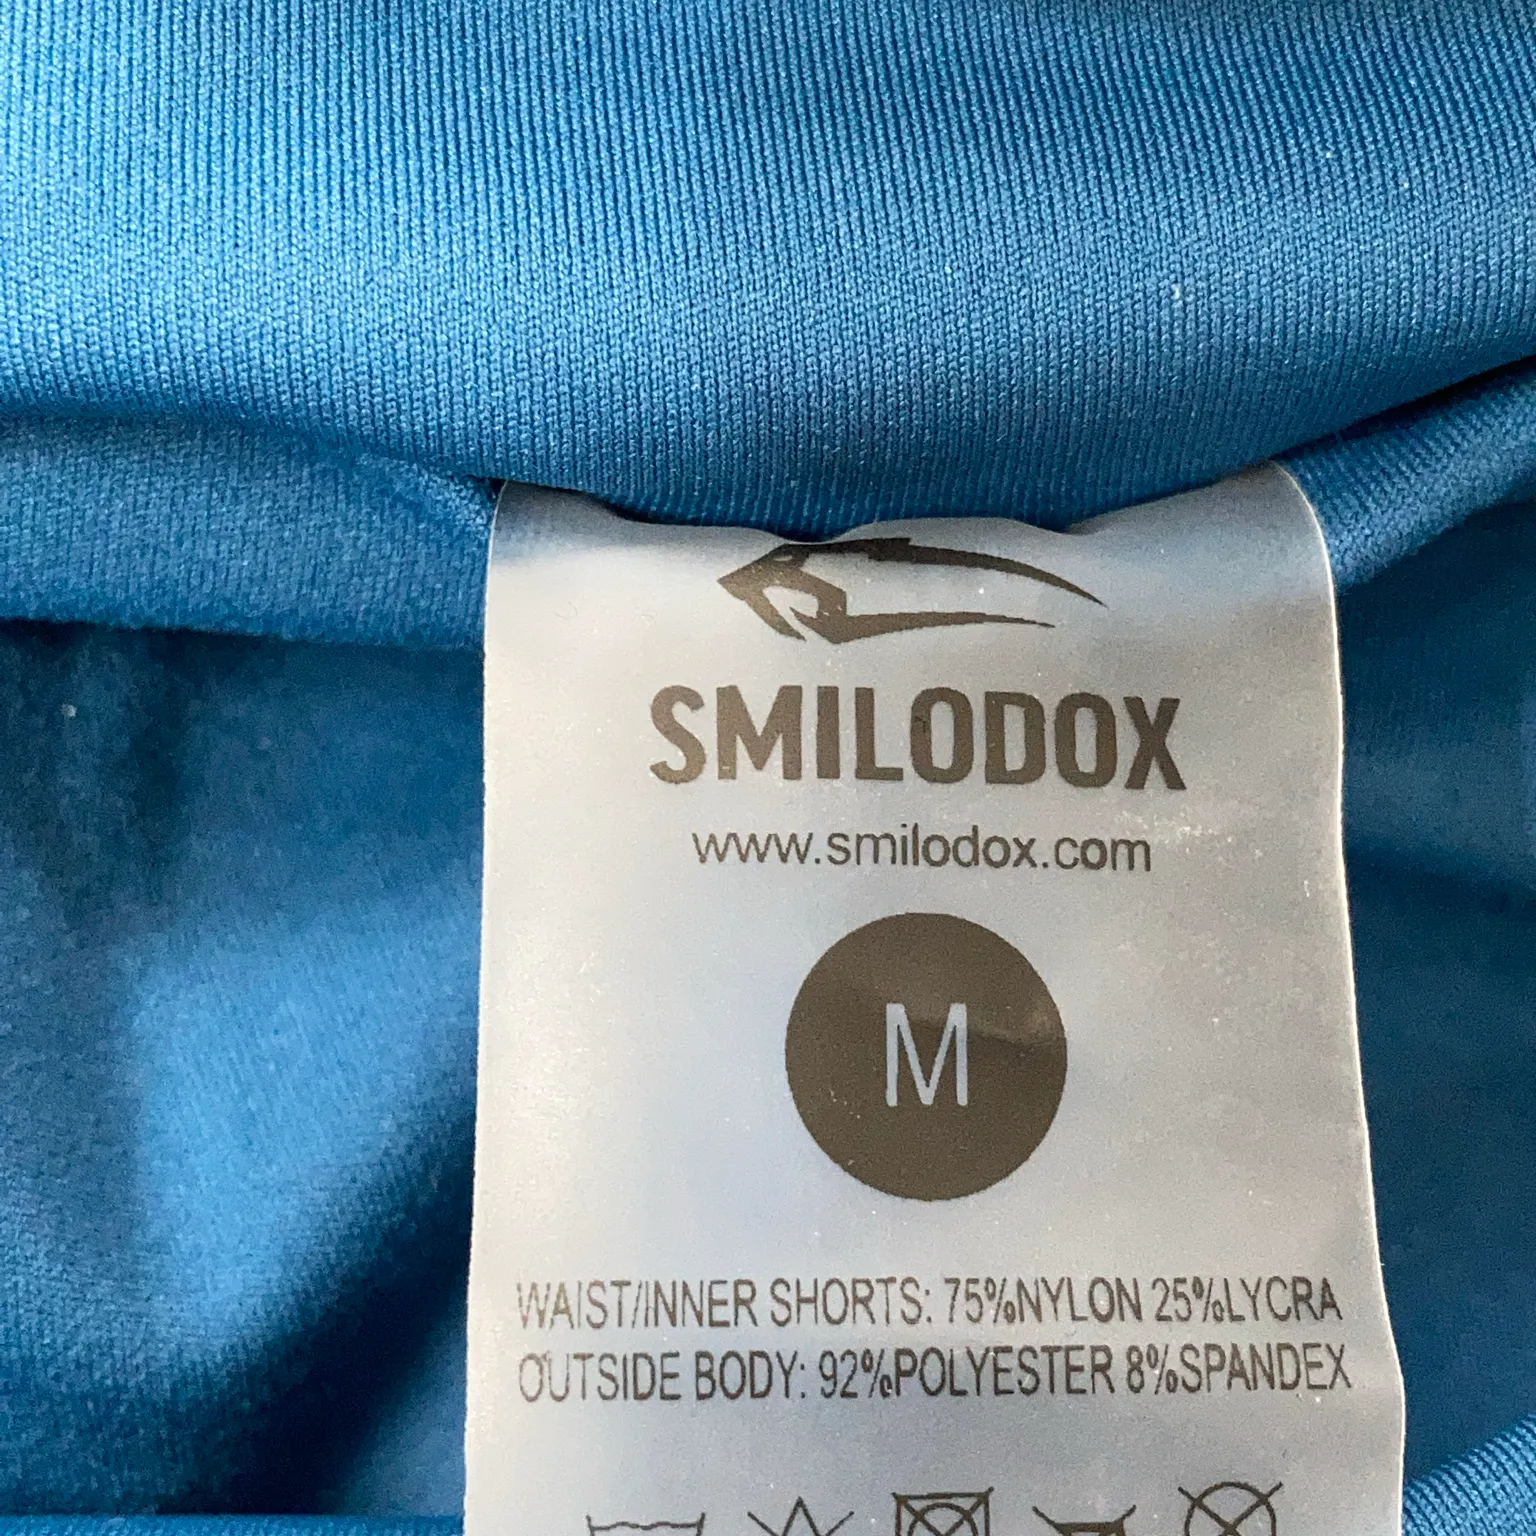 SMILODOX
www.smilodox.com
M
WAIST/INNER SHORTS: 75%NYLON 25%LYCRA
OUTSIDE BODY: 92%POLYESTER 8%SPANDEX